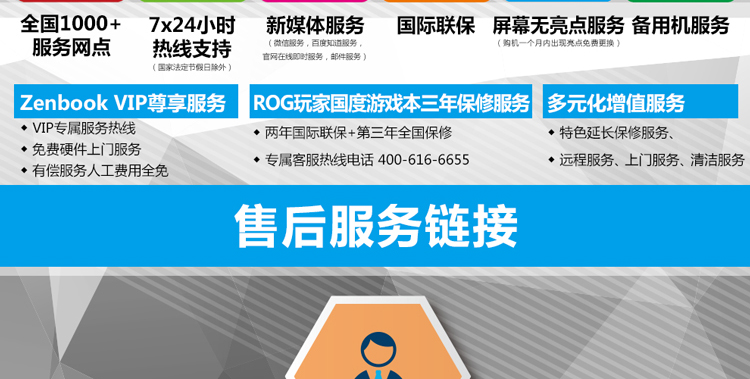 全国1000+
服务网点
7x24小时
热线支持
（国家法定节假日除外）
新媒体服务
（微信服务，百度知道服务，
官网在线即时服务，邮件服务）
国际联保
屏幕无亮点服务
（购机一个月内出现亮点免费更换）
备用机服务
Zenbook VIP尊享服务
VIP专属服务热线
免费硬件上门服务
有偿服务人工费用全免
ROG玩家国度游戏本三年保修服务
两年国际联保+第三年全国保修
专属客服热线电话 400-616-6655
多元化增值服务
特色延长保修服务、
远程服务、上门服务、清洁服务
售后服务链接